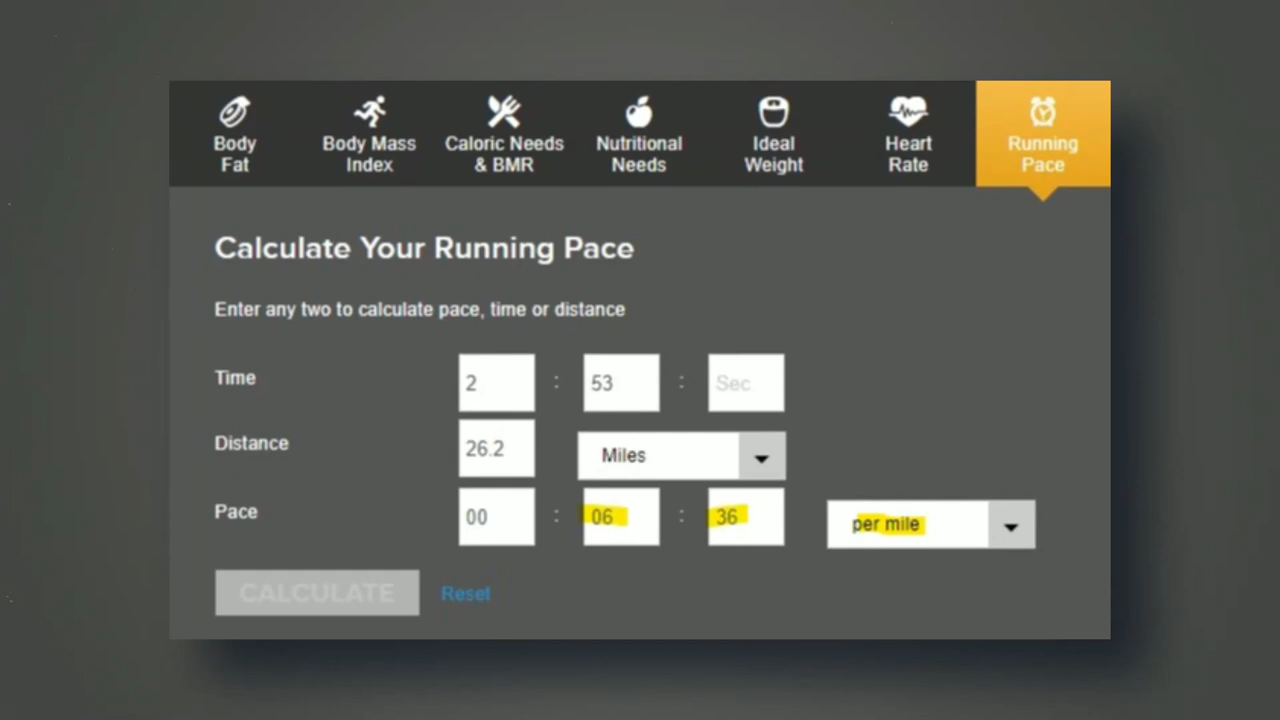 Body
Fat
Body Mass
Index
Caloric Needs
& BMR
Nutritional
Needs
Ideal
Weight
Heart
Rate
Running
Pace
Calculate Your Running Pace
Enter any two to calculate pace, time or distance
Time 2 : 53 : Sec
Distance 26.2 Miles
Pace 00 : 06 : 36 per mile
CALCULATE Reset